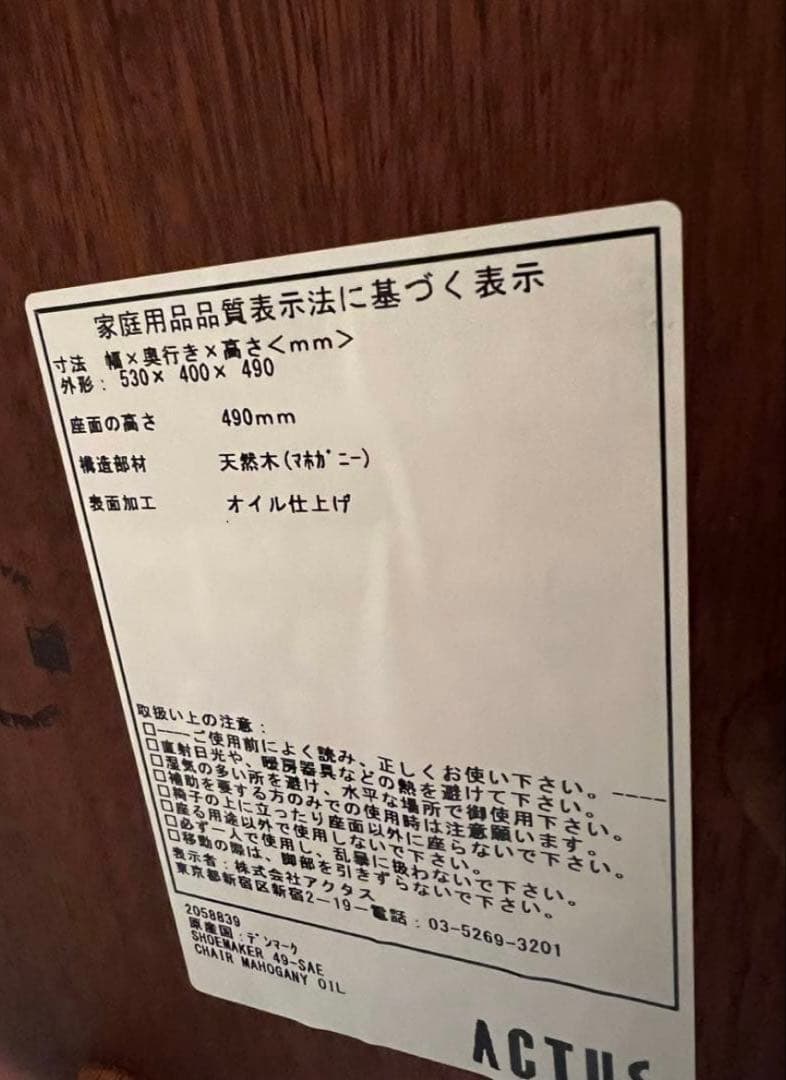 家庭用品品質表示法に基づく表示
寸法 幅×奥行き×高さ<mm>
外形: 530× 400× 490
座面の高さ 490mm
構造部材 天然木(ﾏﾎｶﾞﾆｰ)
表面加工 オイル仕上げ
取扱い上の注意:
□----ご使用前によく読み、正しくお使い下さい。----
□直射日光や、暖房器具などの熱を避けて下さい。
□湿気の多い所を避け、水平な場所で御使用下さい。
□補助を要する方のみでの使用時は注意願います。
□椅子の上に立ったり座面以外に座らないで下さい。
□座る用途以外で使用しないで下さい。
□必ず一人で使用し、乱暴に扱わないで下さい。
□移動の際は、脚部を引きずらないで下さい。
表示者:株式会社アクタス
東京都新宿区新宿2-19-電話:03-5269-3201
2058839
原産国:ﾃﾞﾝﾏｰｸ
SHOEMAKER 49-SAE
CHAIR MAHOGANY OIL
ACTUS